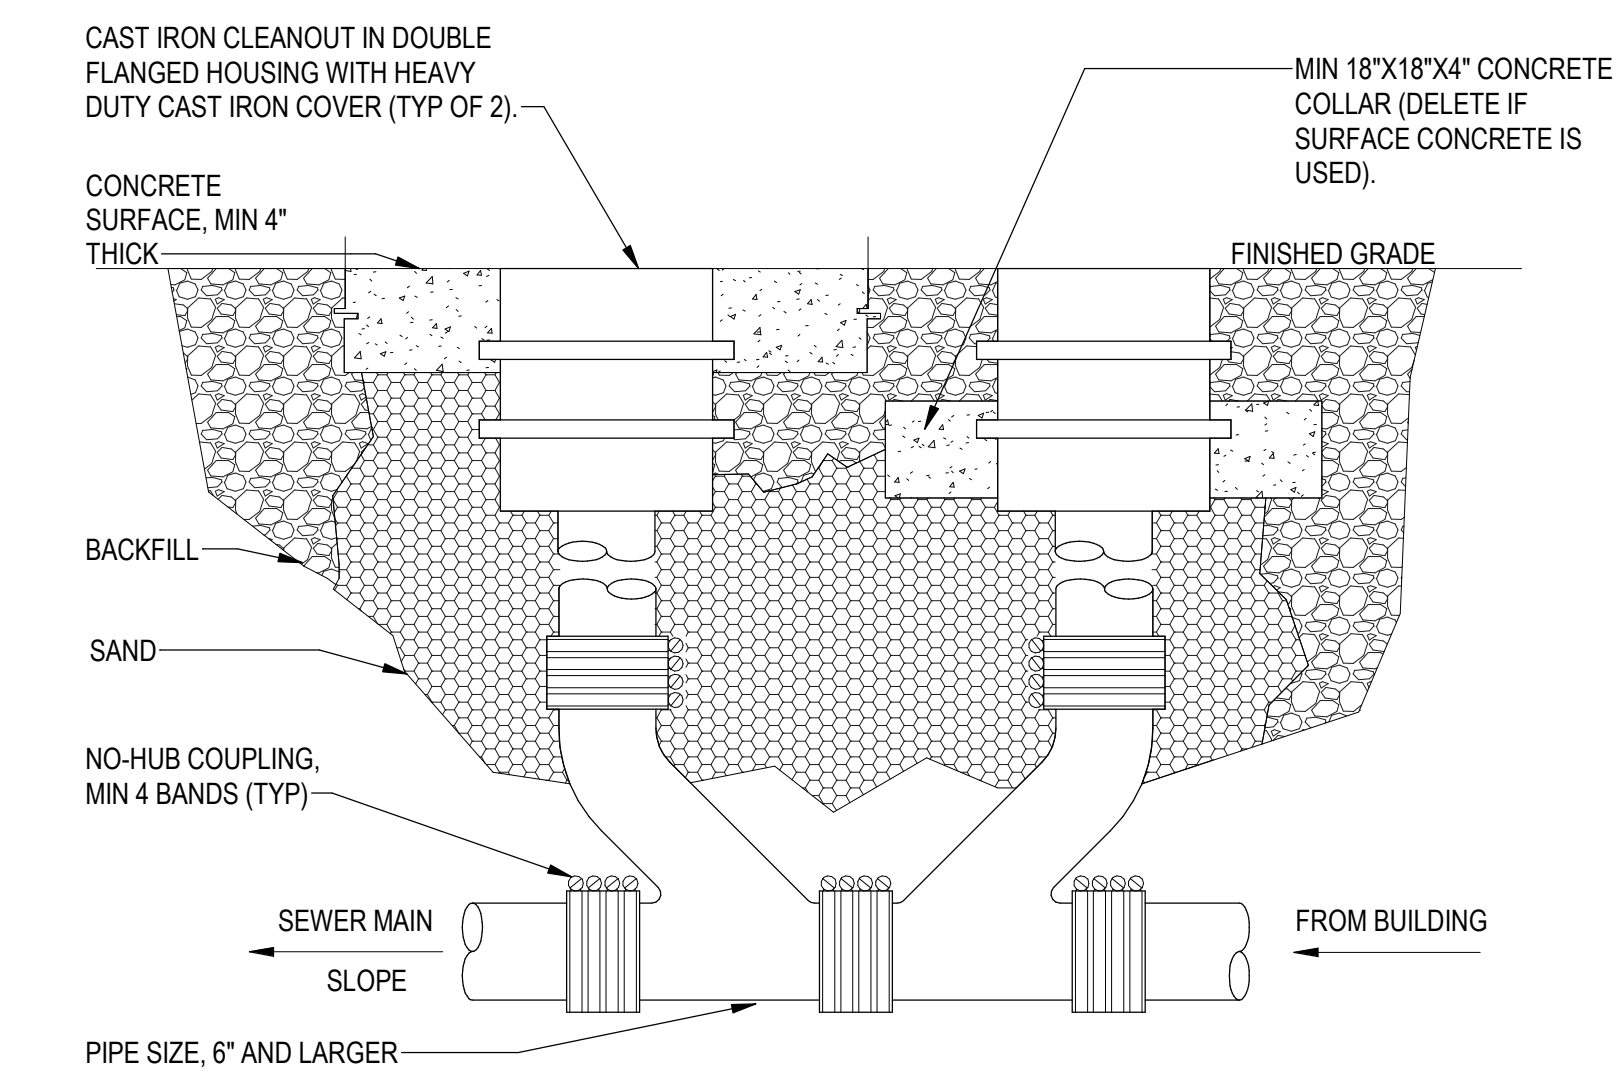 CAST IRON CLEANOUT IN DOUBLE
FLANGED HOUSING WITH HEAVY
DUTY CAST IRON COVER (TYP OF 2).
MIN 18"X18"X4" CONCRETE
COLLAR (DELETE IF
SURFACE CONCRETE IS
USED).
CONCRETE
SURFACE, MIN 4"
THICK
FINISHED GRADE
BACKFILL
SAND
NO-HUB COUPLING,
MIN 4 BANDS (TYP)
SEWER MAIN
SLOPE
FROM BUILDING
PIPE SIZE, 6" AND LARGER